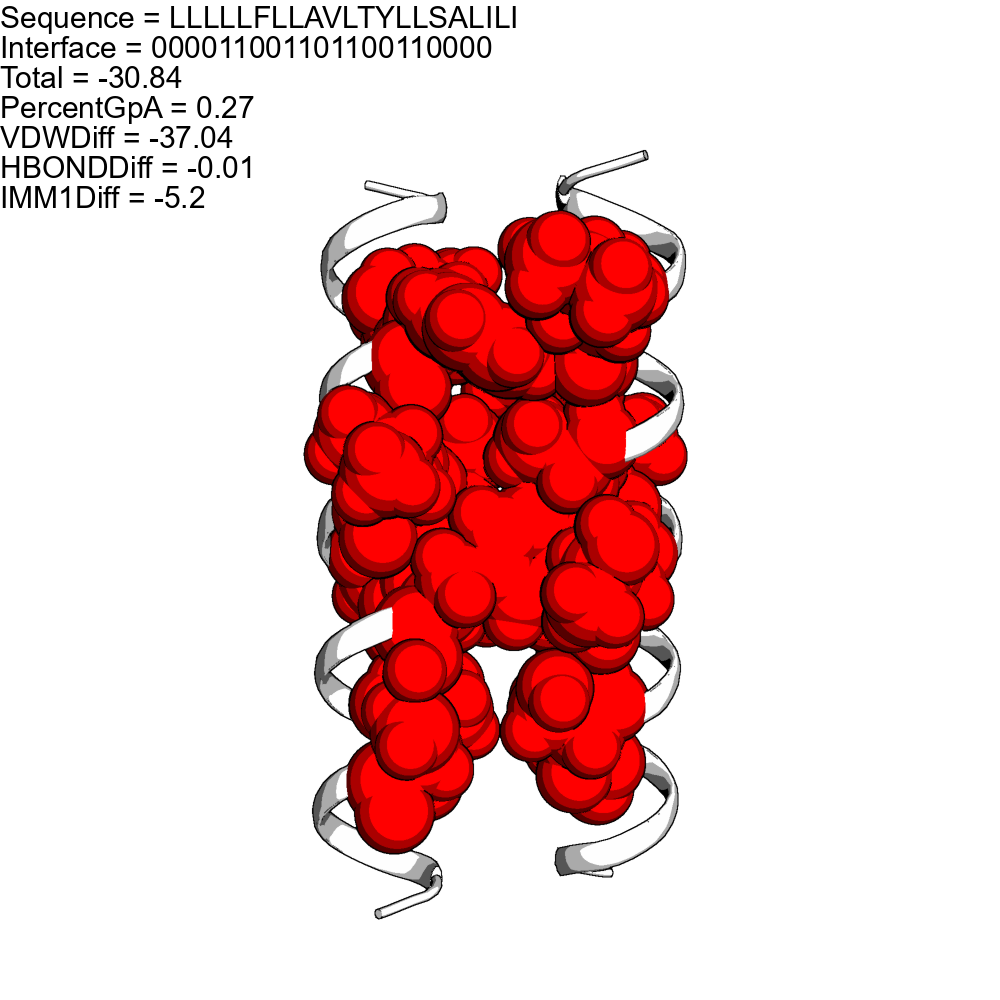 Sequence = LLLLLFLLAVLTYLLSALILI
Interface = 000011001101100110000
Total = -30.84
PercentGpA = 0.27
VDWDiff = -37.04
HBONDDiff = -0.01
IMM1Diff = -5.2